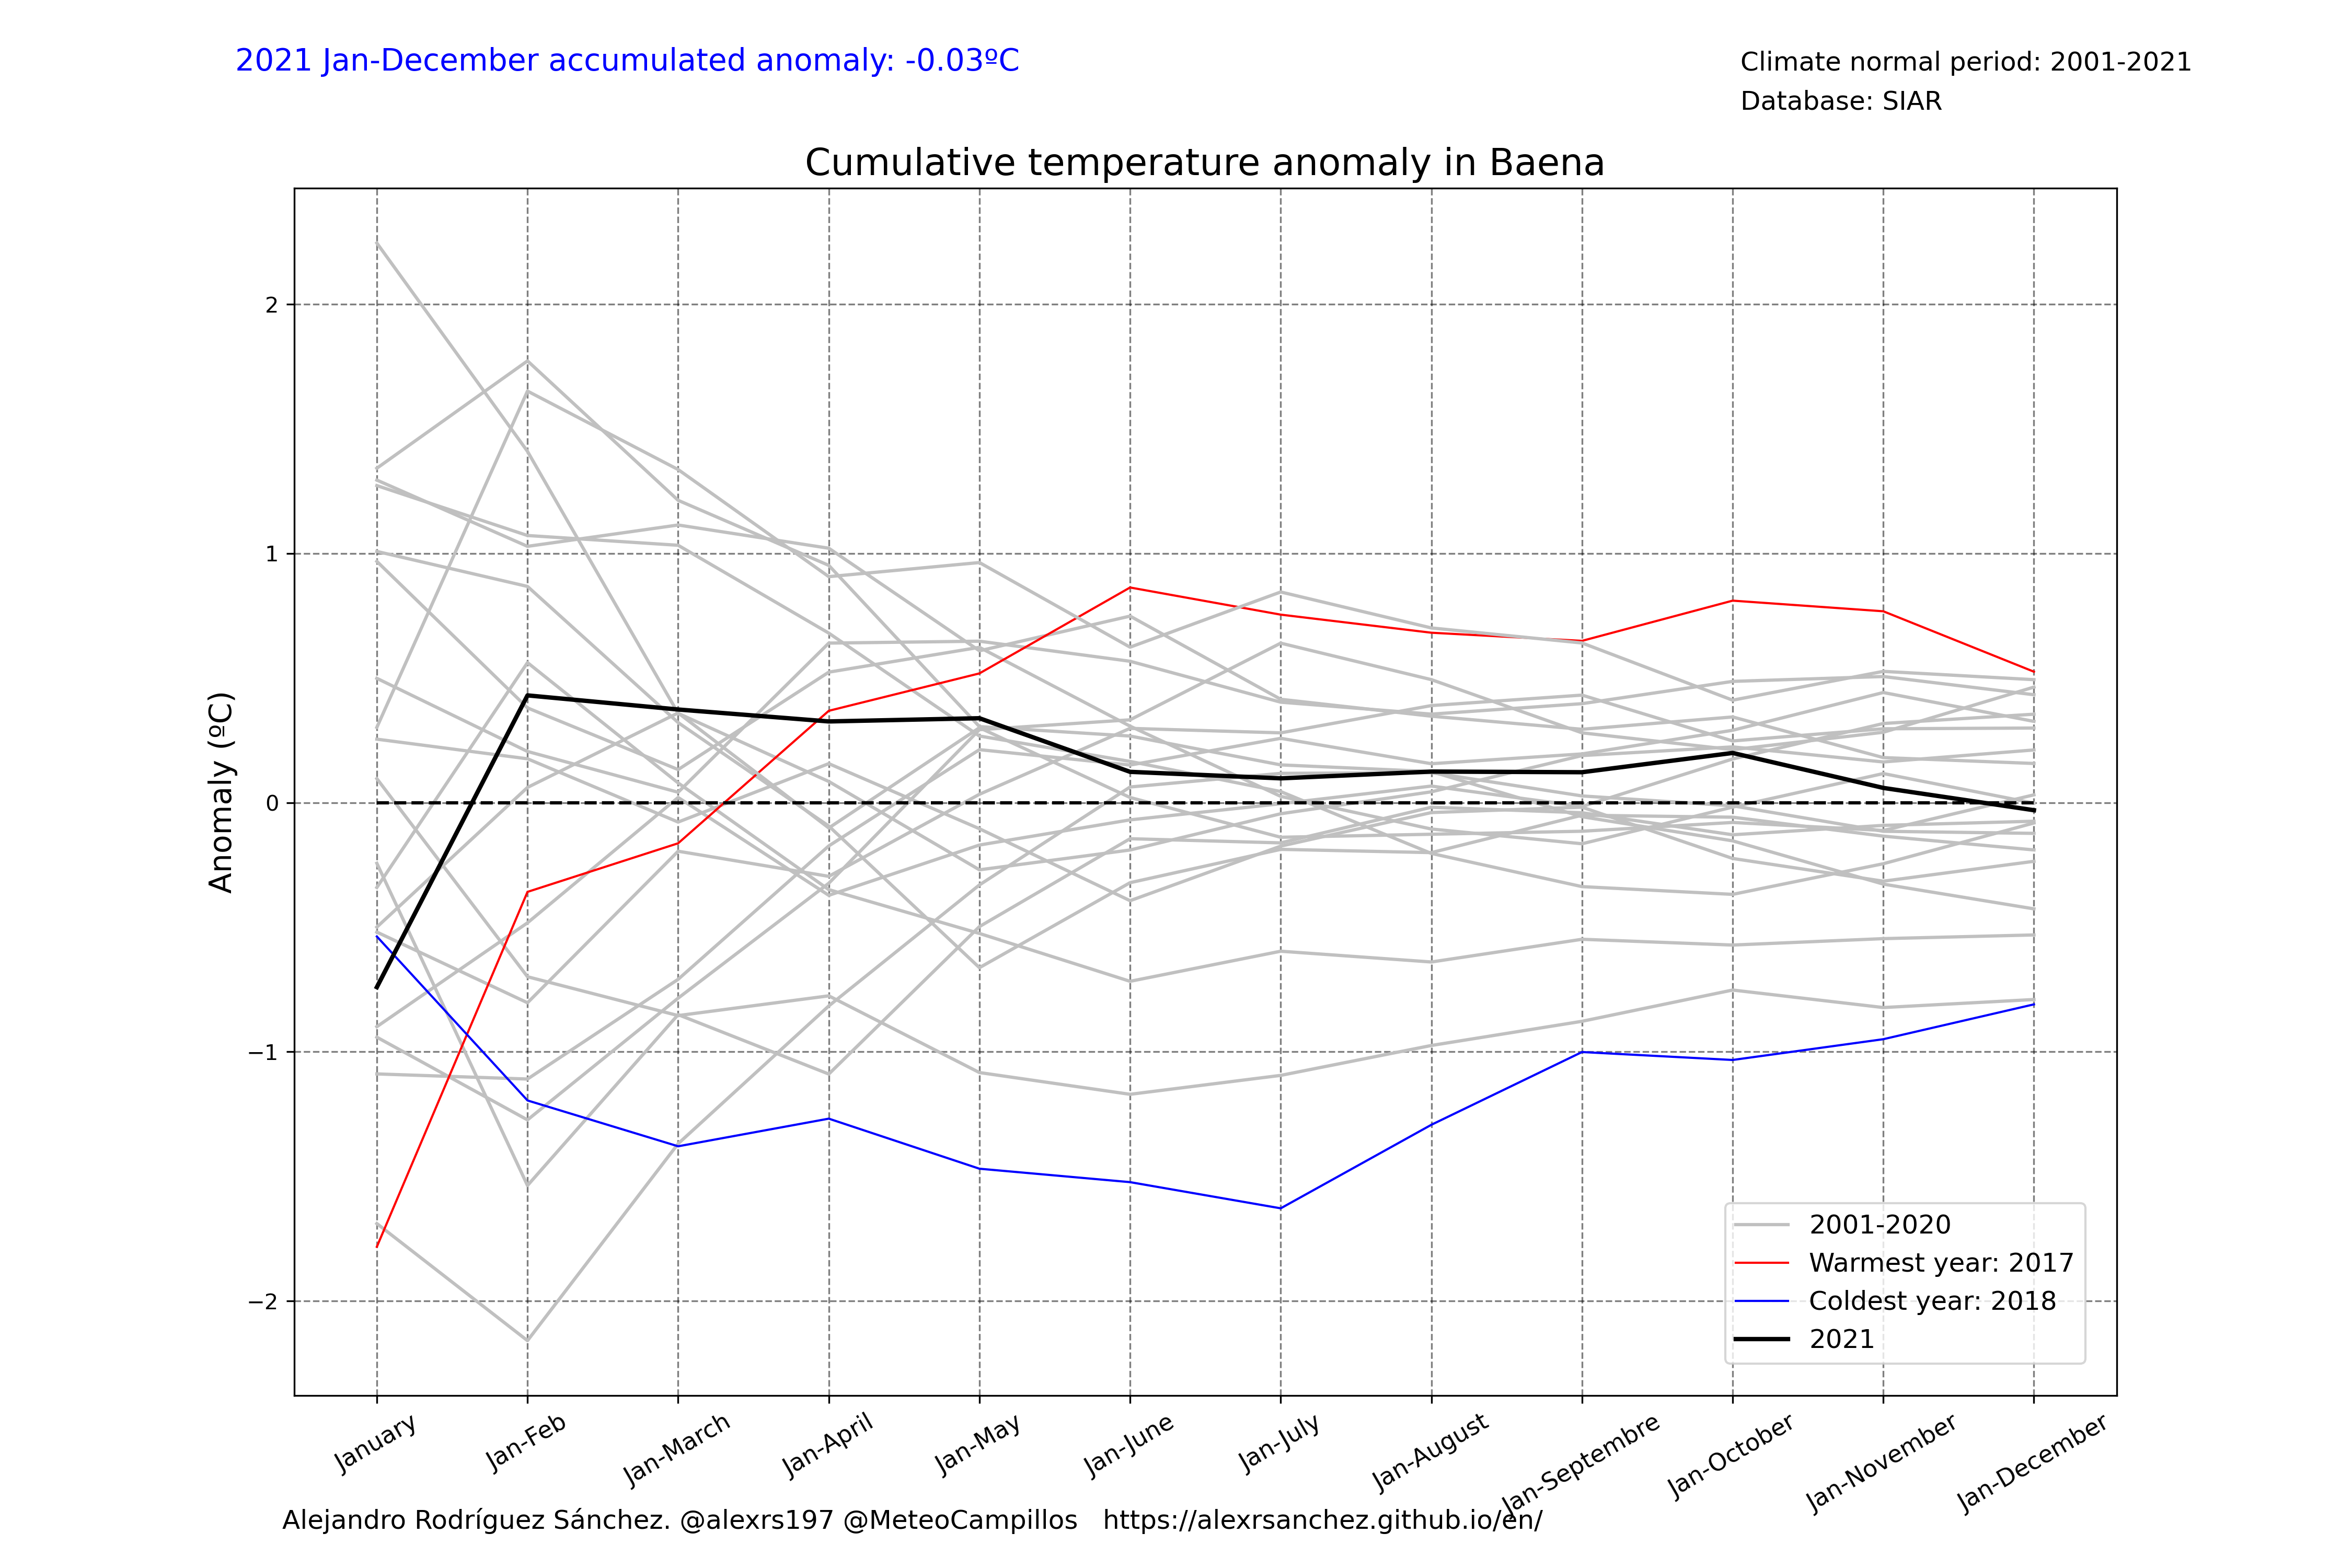 2021 Jan-December accumulated anomaly: -0.03ºC
Climate normal period: 2001-2021
Database: SIAR
Cumulative temperature anomaly in Baena
Anomaly (ºC)
2
1
0
−1
−2
2001-2020
Warmest year: 2017
Coldest year: 2018
2021
January
Jan-Feb
Jan-March
Jan-April
Jan-May
Jan-June
Jan-July
Jan-August
Jan-Septembre
Jan-October
Jan-November
Jan-December
Alejandro Rodríguez Sánchez. @alexrs197 @MeteoCampillos https://alexrsanchez.github.io/en/